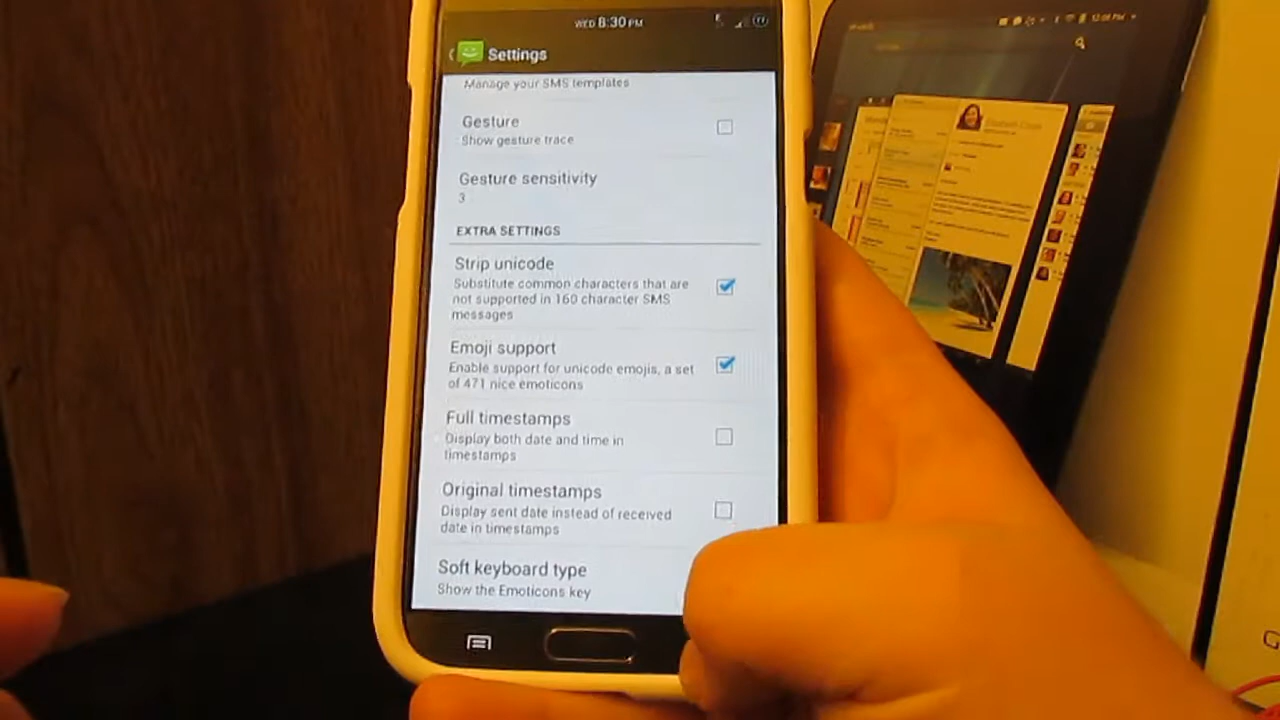 WED 8:30 PM
Settings
Manage your SMS templates
Gesture
Show gesture trace
Gesture sensitivity
3
EXTRA SETTINGS
Strip unicode
Substitute common characters that are
not supported in 160 character SMS
messages
Emoji support
Enable support for unicode emojis, a set
of 471 nice emoticons
Full timestamps
Display both date and time in
timestamps
Original timestamps
Display sent date instead of received
date in timestamps
Soft keyboard type
Show the Emoticons key